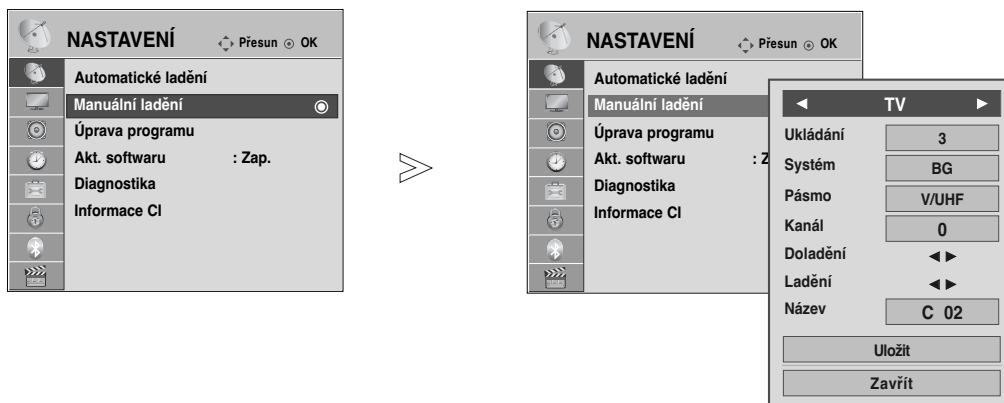 NASTAVENÍ Přesun OK
Automatické ladění
Manuální ladění
Úprava programu
Akt. softwaru : Zap.
Diagnostika
Informace CI
NASTAVENÍ Přesun OK
Automatické ladění
Manuální ladění
Úprava programu
Akt. softwaru : Z
Diagnostika
Informace CI
TV
Ukládání 3
Systém BG
Pásmo V/UHF
Kanál 0
Doladění
Ladění
Název C 02
Uložit
Zavřít